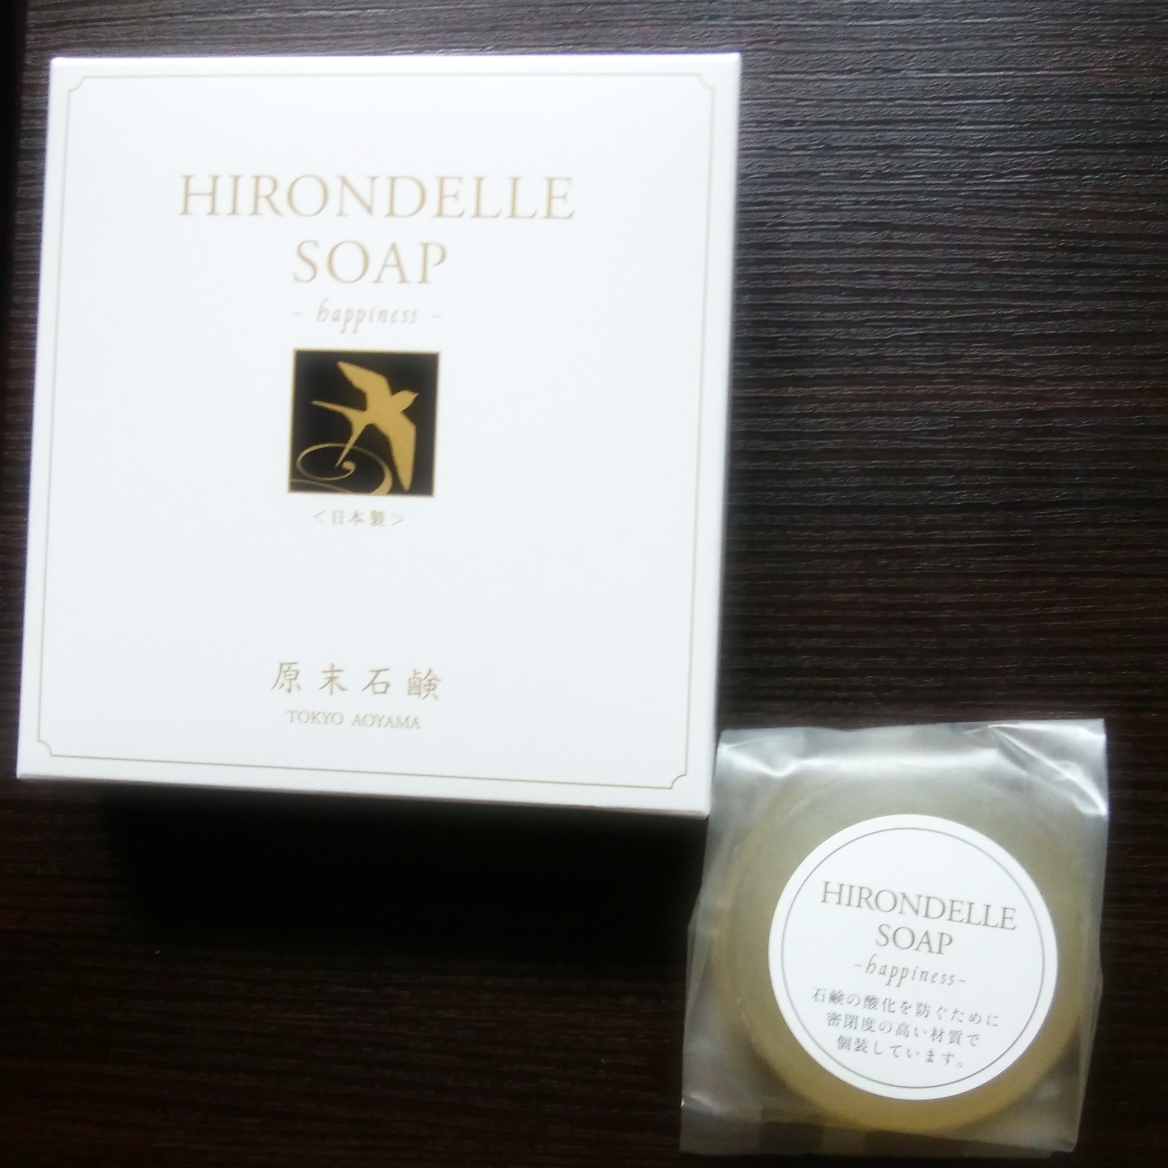 HIRONDELLE
SOAP
- happiness -
<日本製>
原末石鹸
TOKYO AOYAMA
HIRONDELLE
SOAP
-happiness-
石鹸の酸化を防ぐために
密閉度の高い材質で
個装しています。